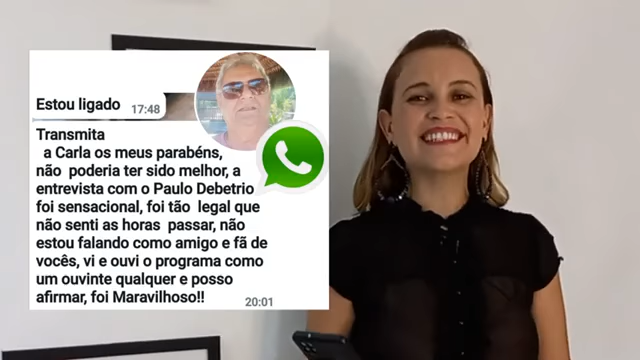 Estou ligado 17:48
Transmita
a Carla os meus parabéns,
não poderia ter sido melhor, a
entrevista com o Paulo Debetrio
foi sensacional, foi tão legal que
não senti as horas passar, não
estou falando como amigo e fã de
vocês, vi e ouvi o programa como
um ouvinte qualquer e posso
afirmar, foi Maravilhoso!!
20:01